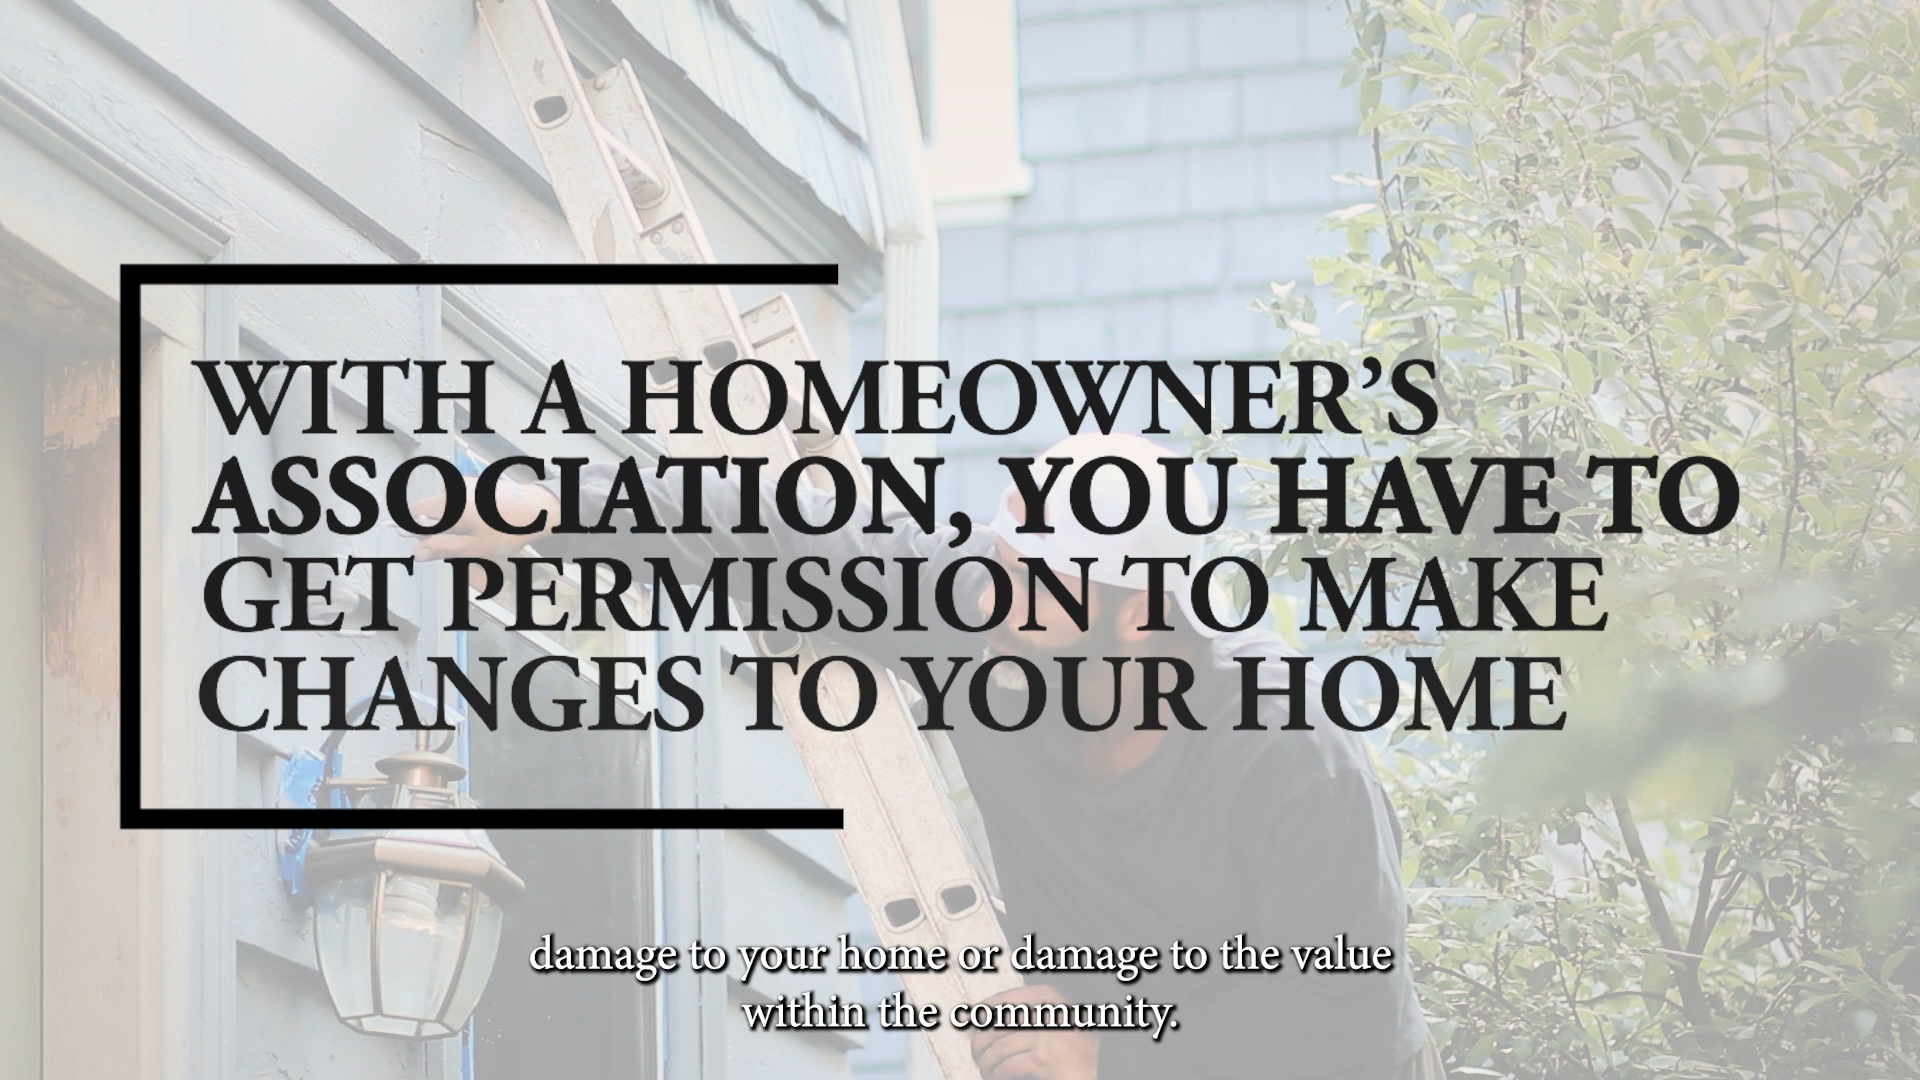 WITH A HOMEOWNER’S
ASSOCIATION, YOU HAVE TO
GET PERMISSION TO MAKE
CHANGES TO YOUR HOME
damage to your home or damage to the value
within the community.